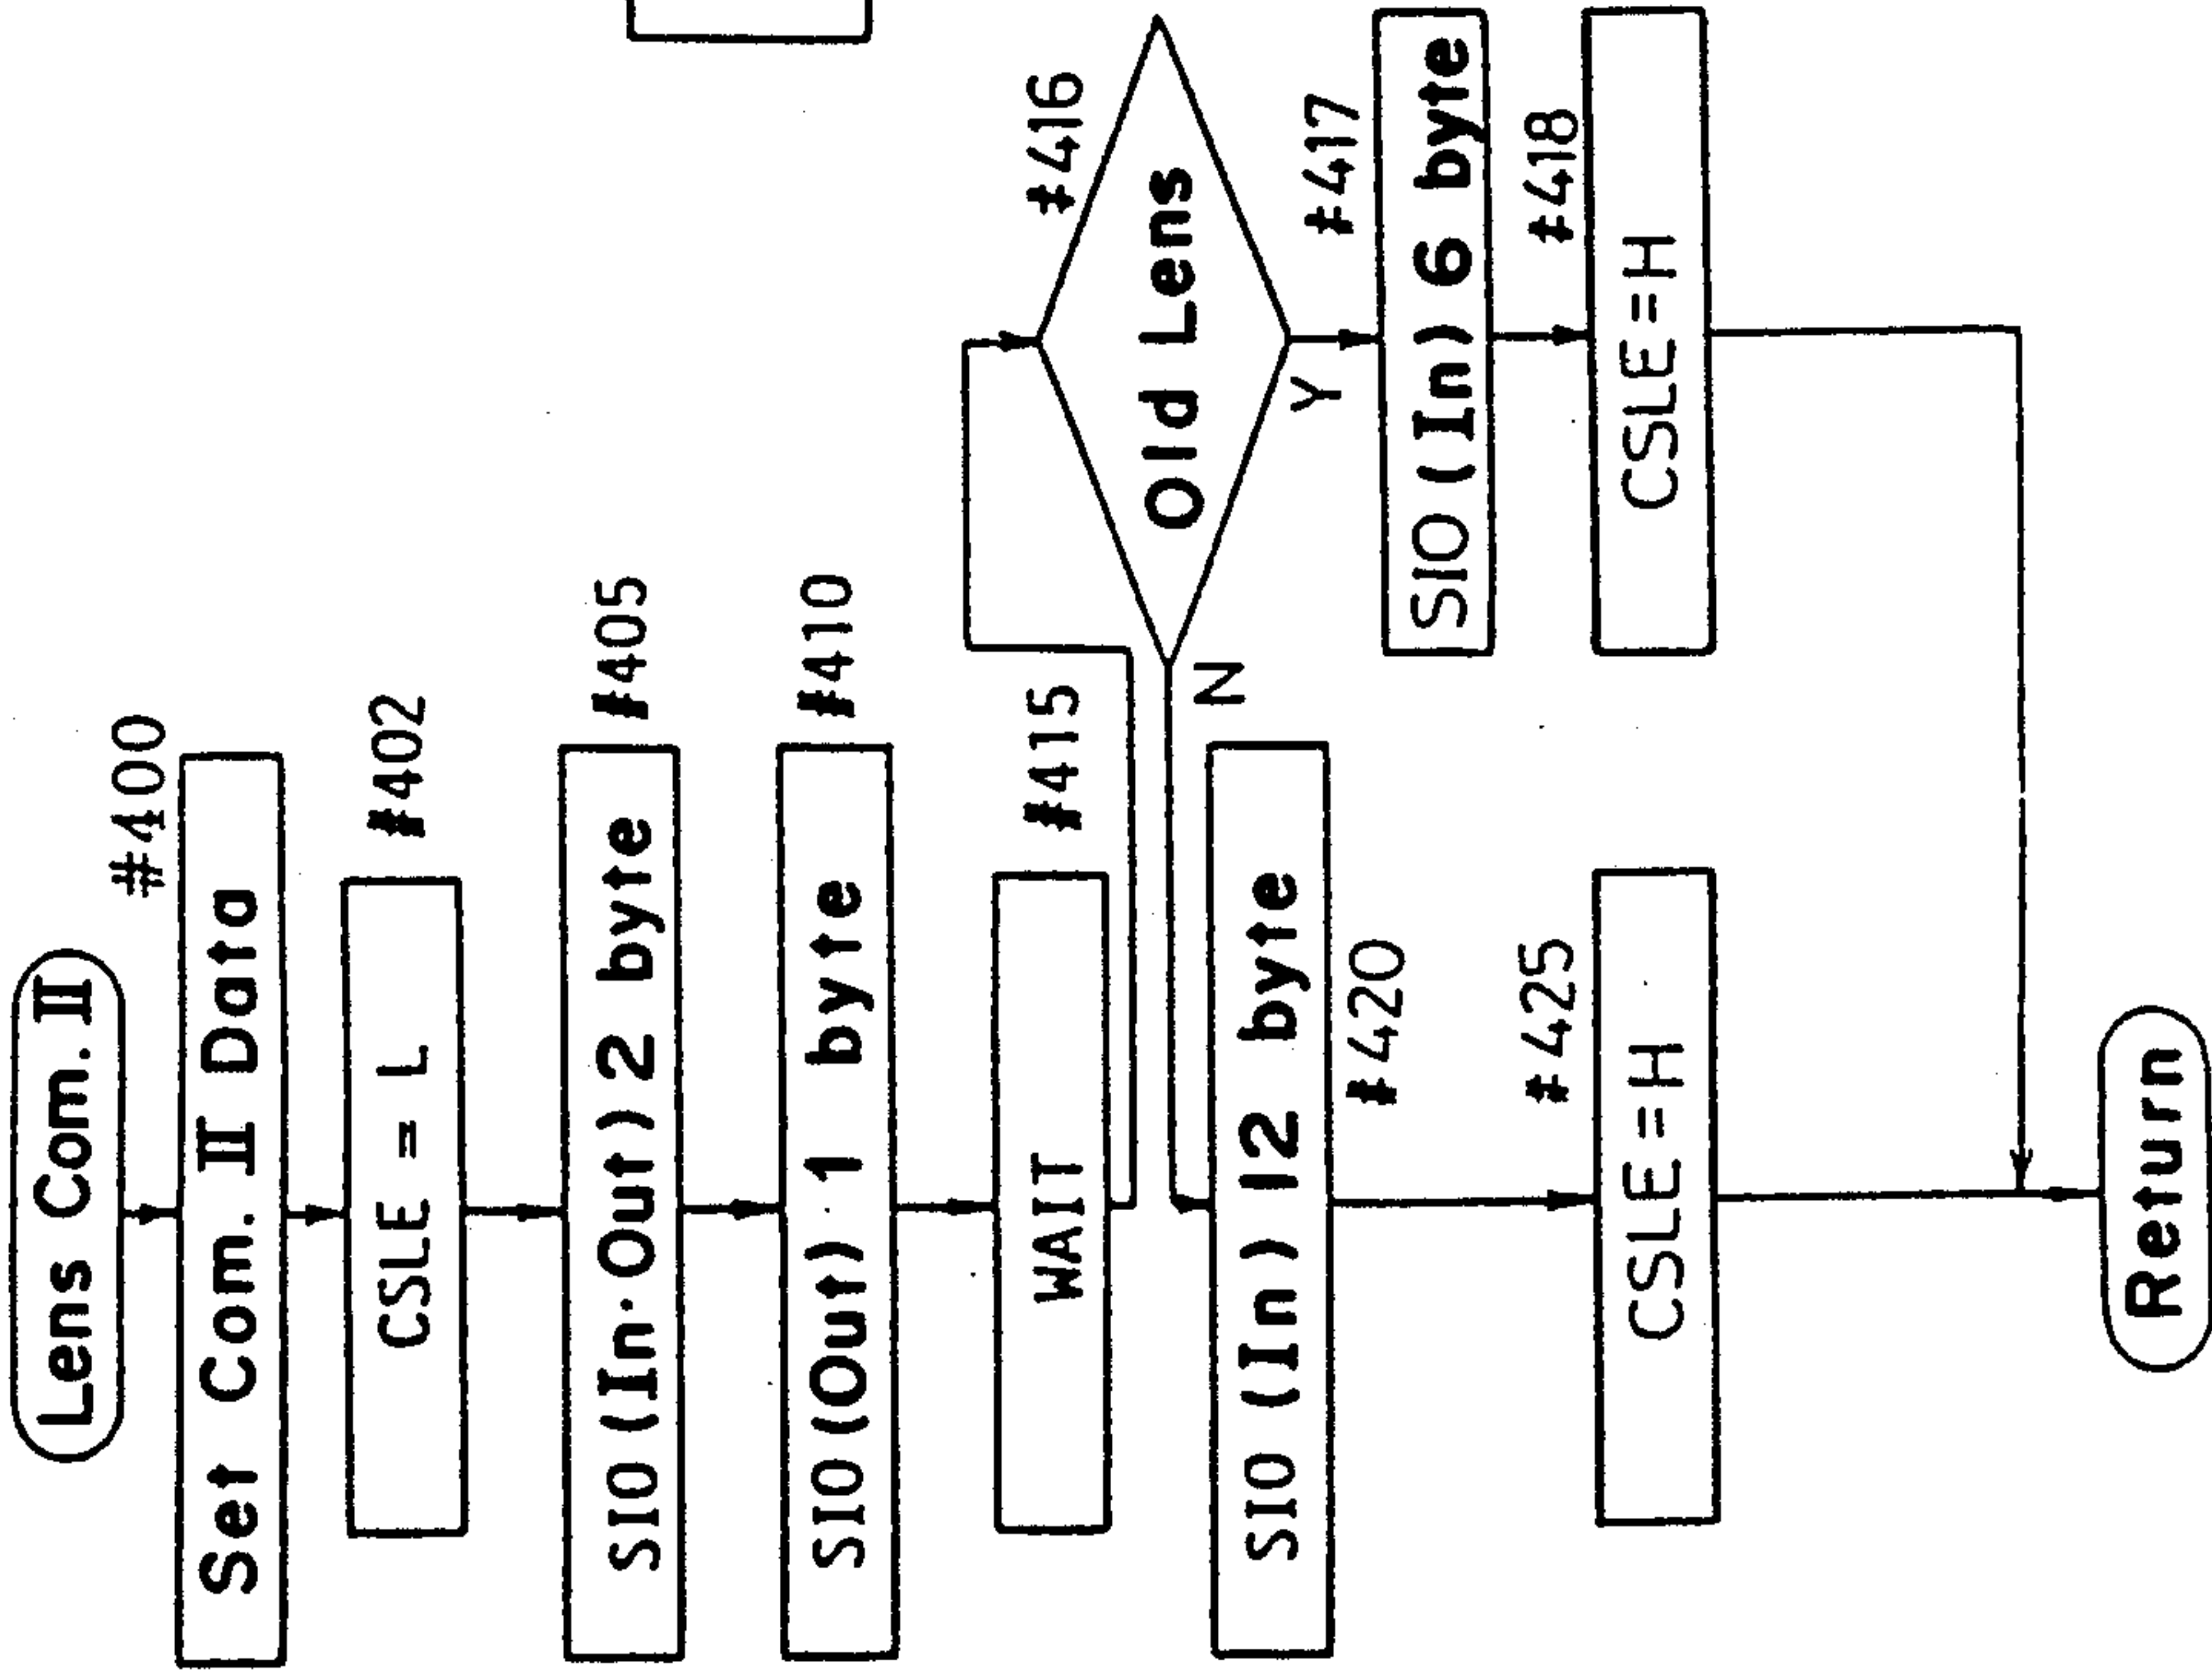 Lens Com. II
#400
Set Com. II Data
#402
CSLE = L
#405
SIO (In·Out) 2 byte
#410
SIO (Out) 1 byte
#415
WAIT
#416
Old Lens
N
Y
#417
SIO (In) 6 byte
#418
CSLE=H
SIO (In) 12 byte
#420
#425
CSLE=H
Return